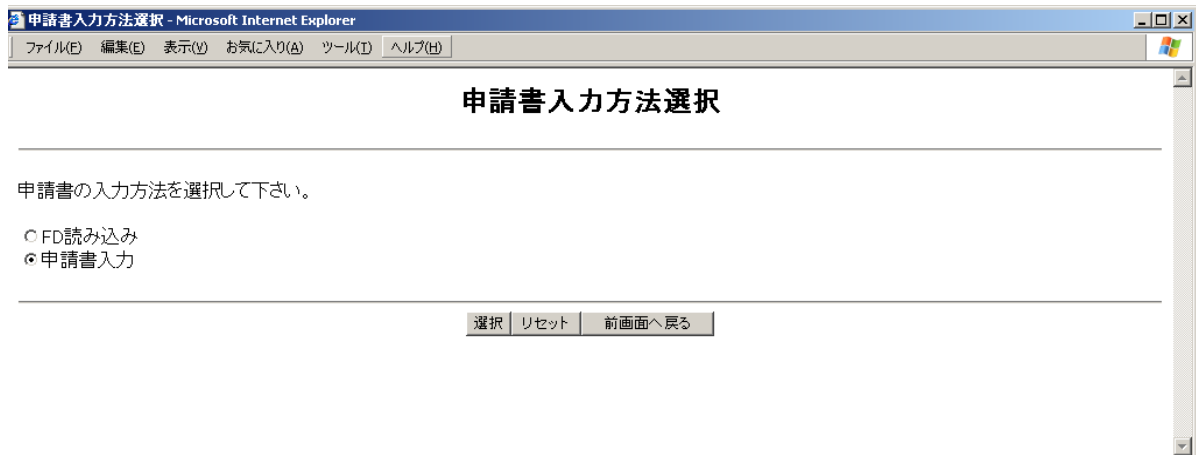 申請書入力方法選択 - Microsoft Internet Explorer
ファイル(F) 編集(E) 表示(V) お気に入り(A) ツール(T) ヘルプ(H)
申請書入力方法選択
申請書の入力方法を選択して下さい。
FD読み込み
申請書入力
選択 リセット 前画面へ戻る